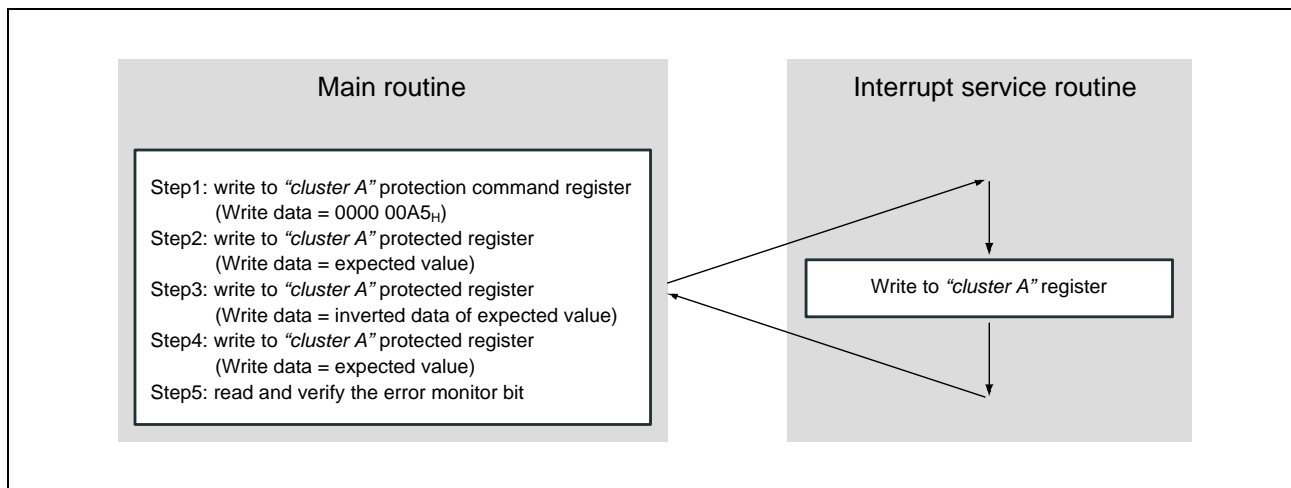 Main routine
Step1: write to “cluster A” protection command register
(Write data = 0000 00A5H)
Step2: write to “cluster A” protected register
(Write data = expected value)
Step3: write to “cluster A” protected register
(Write data = inverted data of expected value)
Step4: write to “cluster A” protected register
(Write data = expected value)
Step5: read and verify the error monitor bit
Interrupt service routine
Write to “cluster A” register